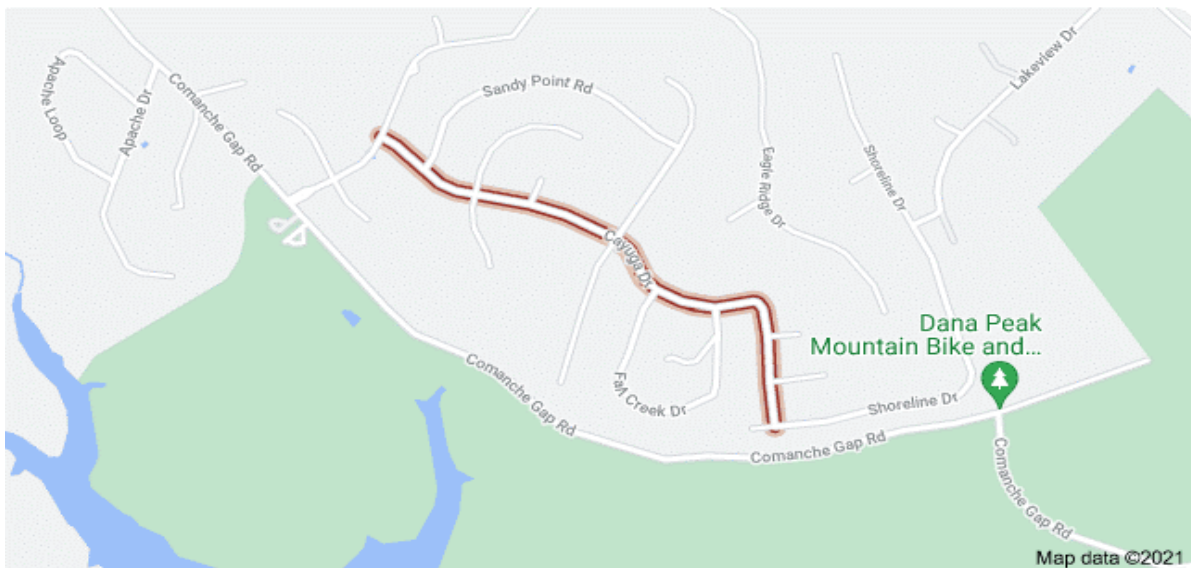 Lakeview Dr
Apache Loop
Apache Dr
Comanche Gap Rd
Sandy Point Rd
Eagle Ridge Dr
Shoreline Dr
Cayuga Dr
Dana Peak
Mountain Bike and...
Comanche Gap Rd
Fall Creek Dr
Shoreline Dr
Comanche Gap Rd
Comanche Gap Rd
Map data ©2021